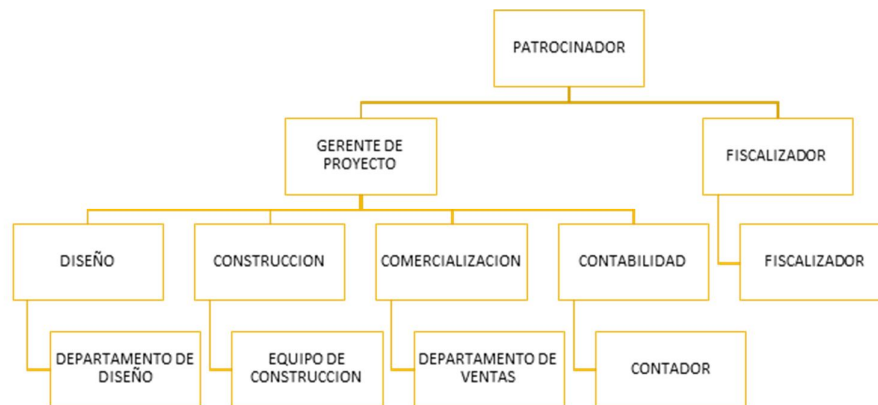 PATROCINADOR
GERENTE DE
PROYECTO
FISCALIZADOR
DISEÑO
CONSTRUCCION
COMERCIALIZACION
CONTABILIDAD
FISCALIZADOR
DEPARTAMENTO DE
DISEÑO
EQUIPO DE
CONSTRUCCION
DEPARTAMENTO DE
VENTAS
CONTADOR